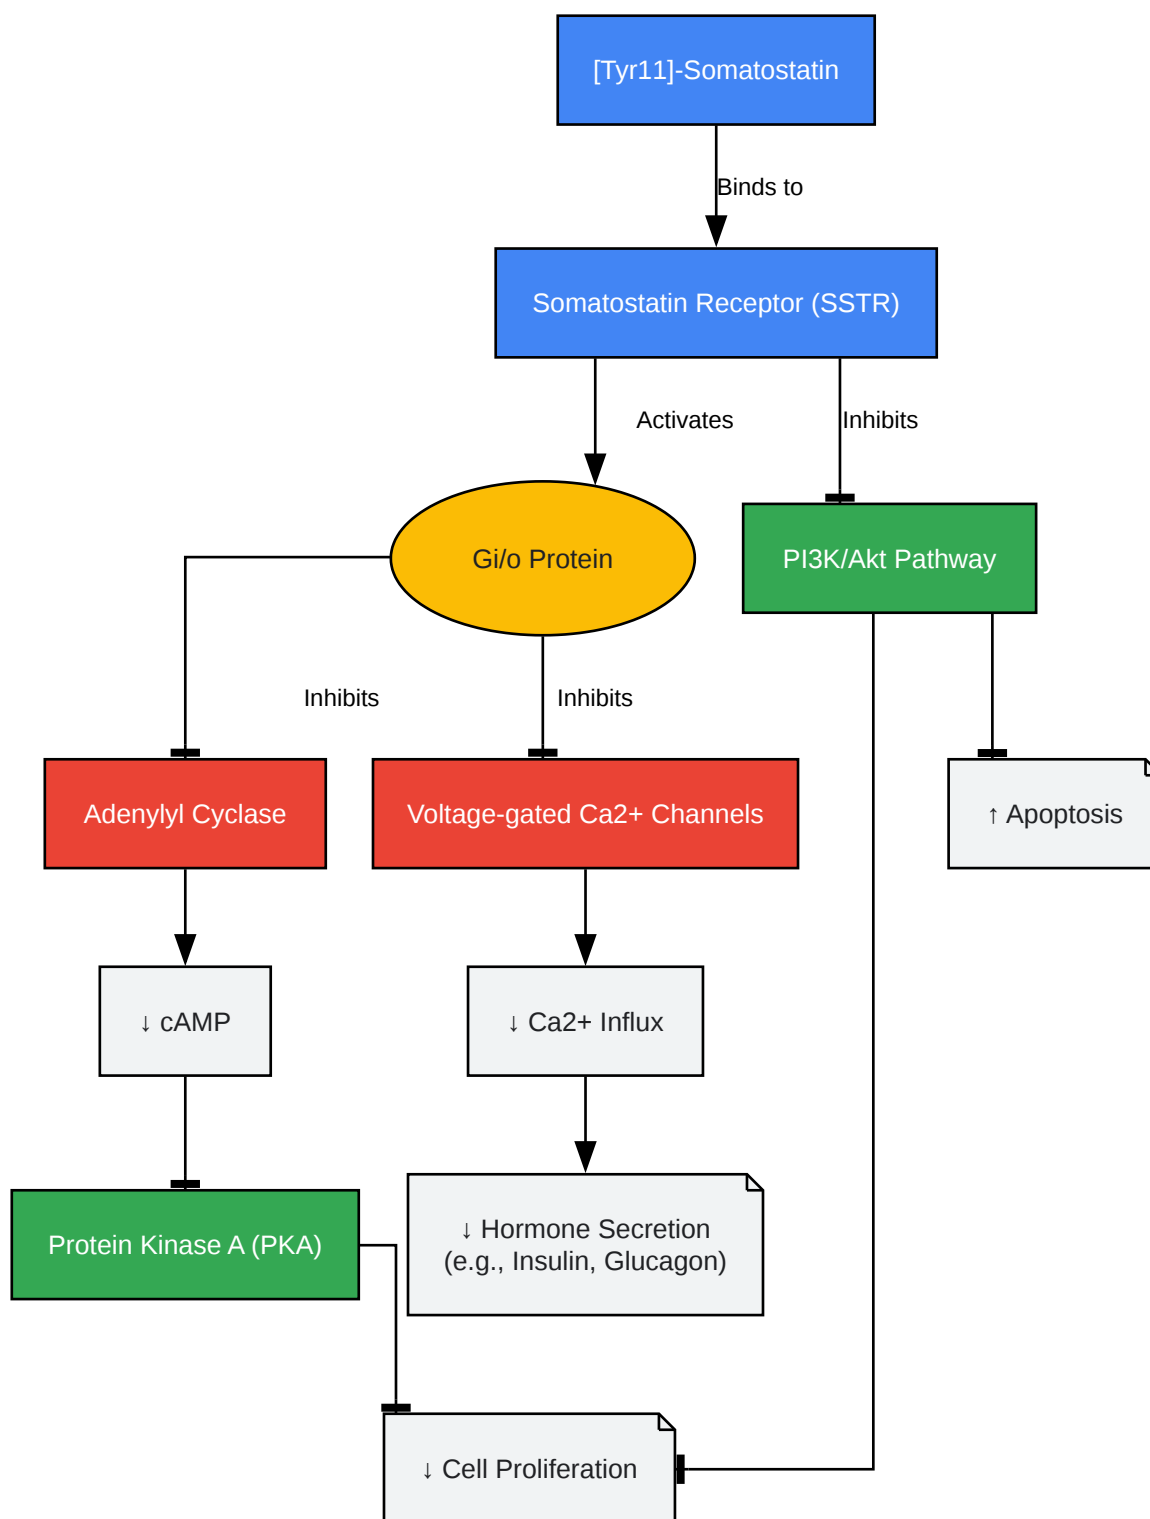 [Tyr11]-Somatostatin
Binds to
Somatostatin Receptor (SSTR)
Activates
Inhibits
Gi/o Protein
PI3K/Akt Pathway
Inhibits
Inhibits
Adenylyl Cyclase
Voltage-gated Ca2+ Channels
↑ Apoptosis
↓ cAMP
↓ Ca2+ Influx
Protein Kinase A (PKA)
↓ Hormone Secretion
(e.g., Insulin, Glucagon)
↓ Cell Proliferation